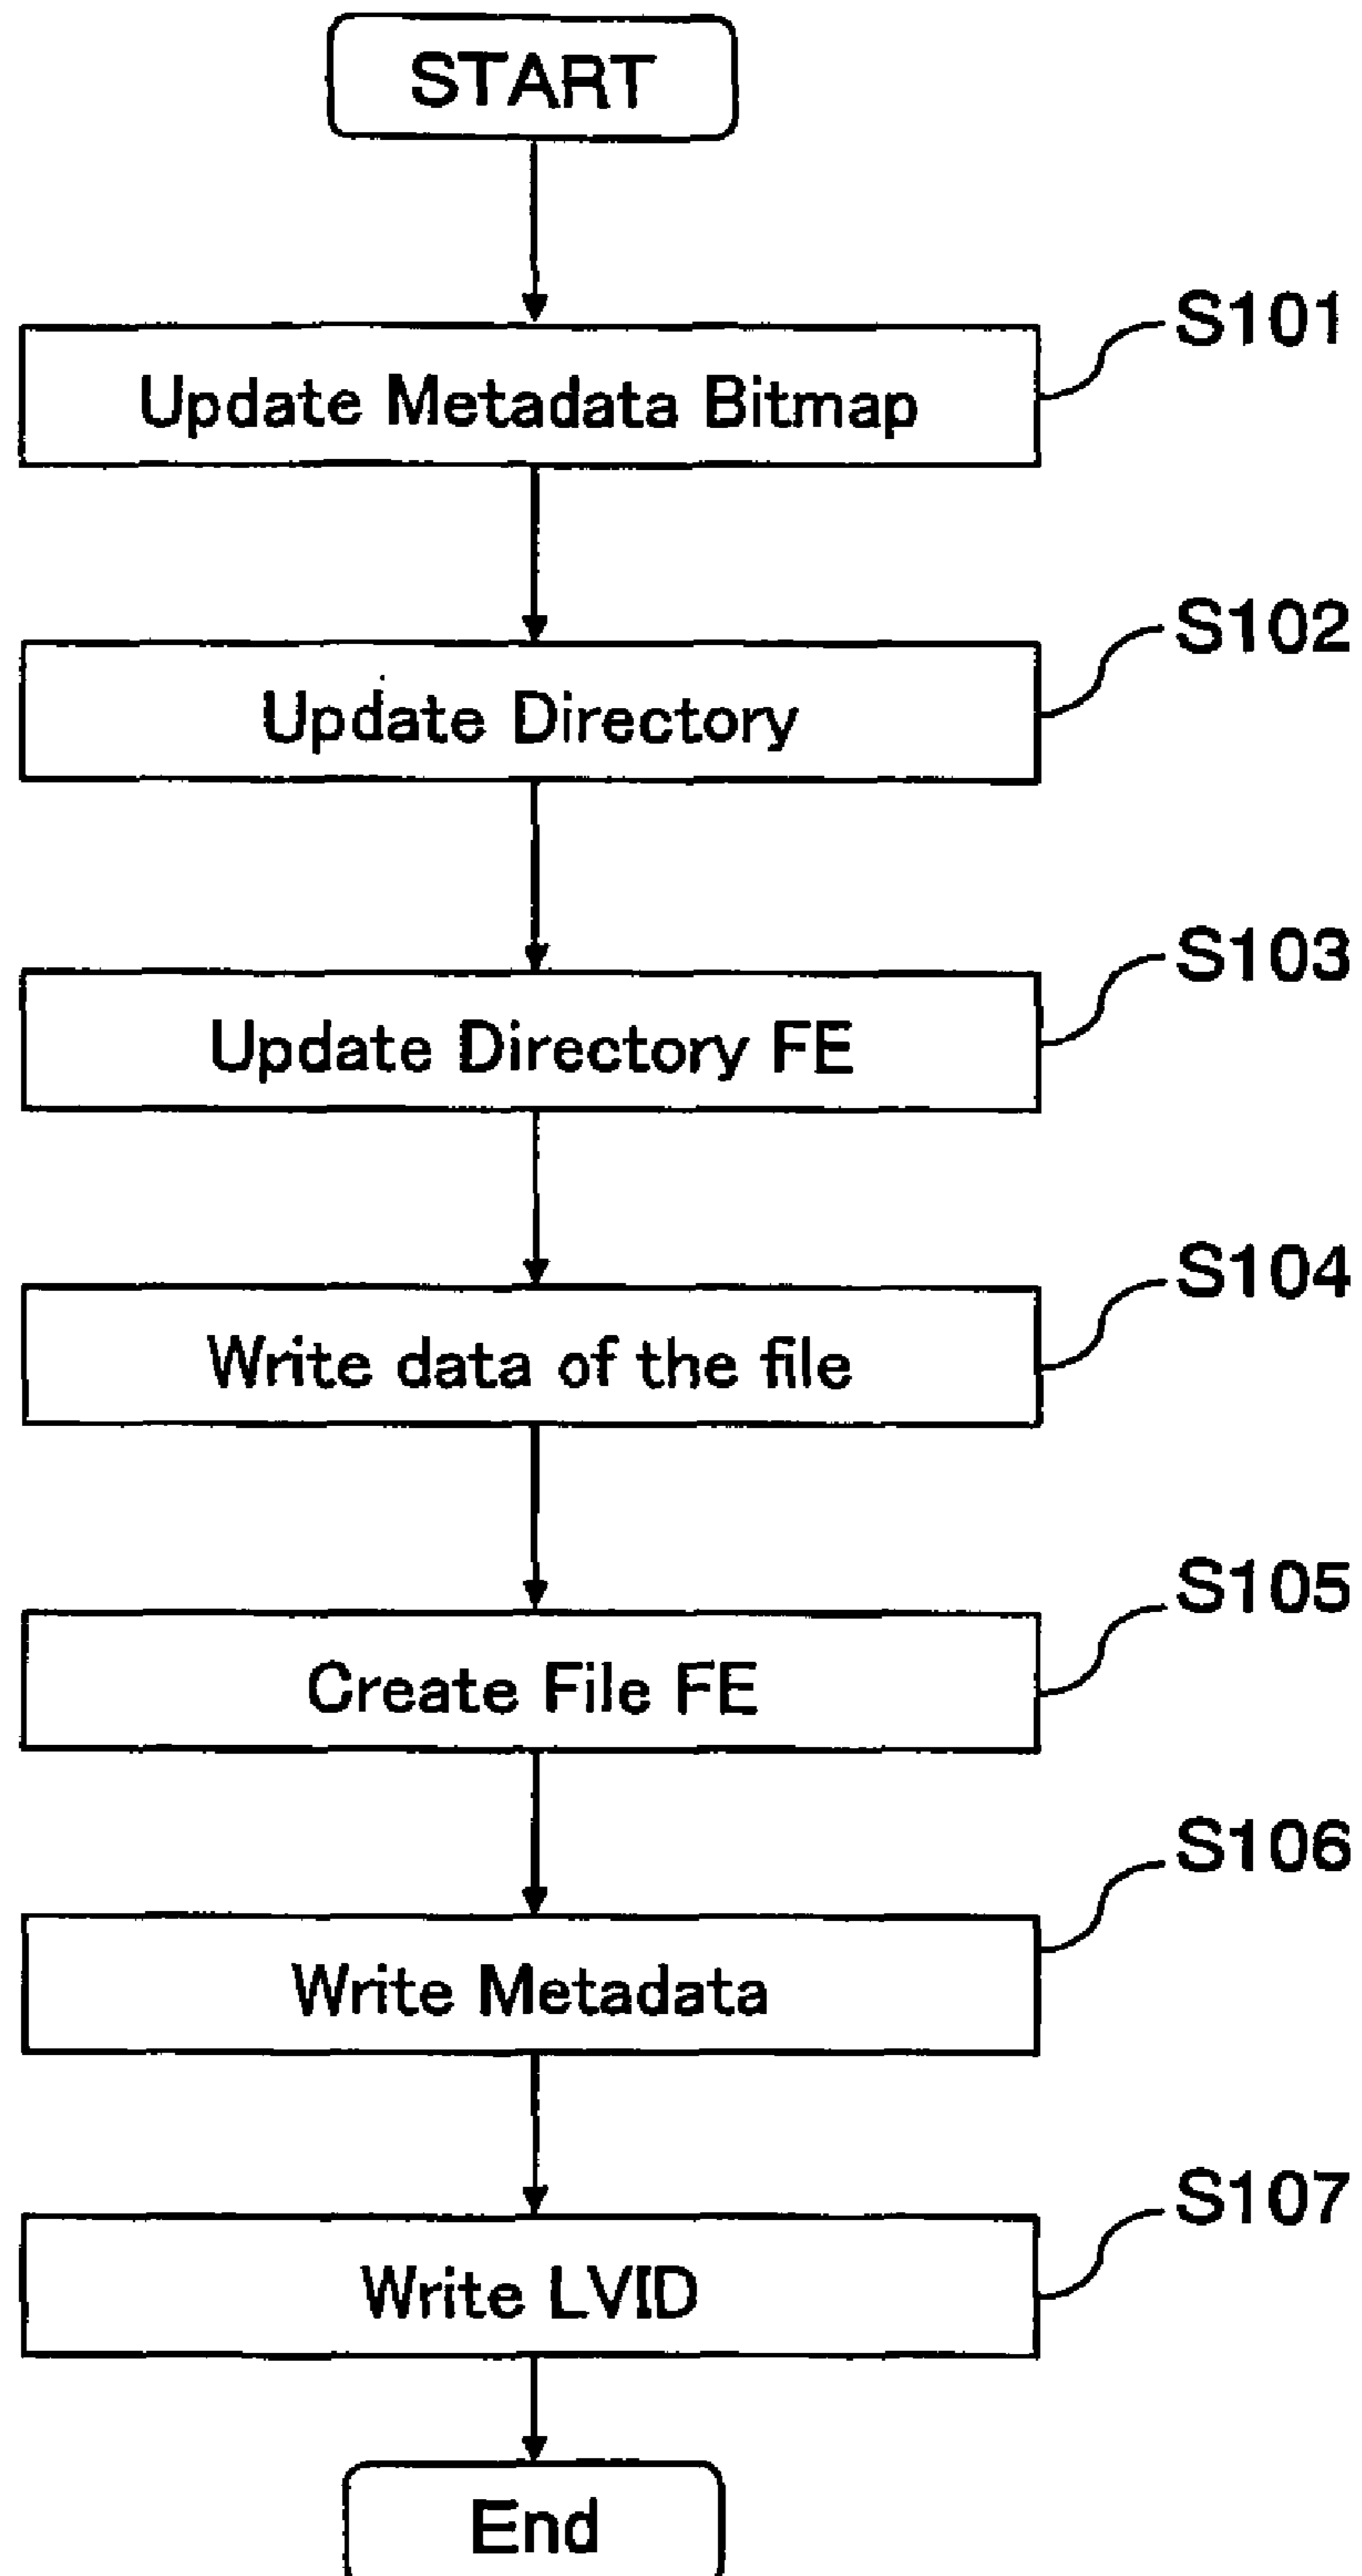 START
S101
Update Metadata Bitmap
S102
Update Directory
S103
Update Directory FE
S104
Write data of the file
S105
Create File FE
S106
Write Metadata
S107
Write LVID
End